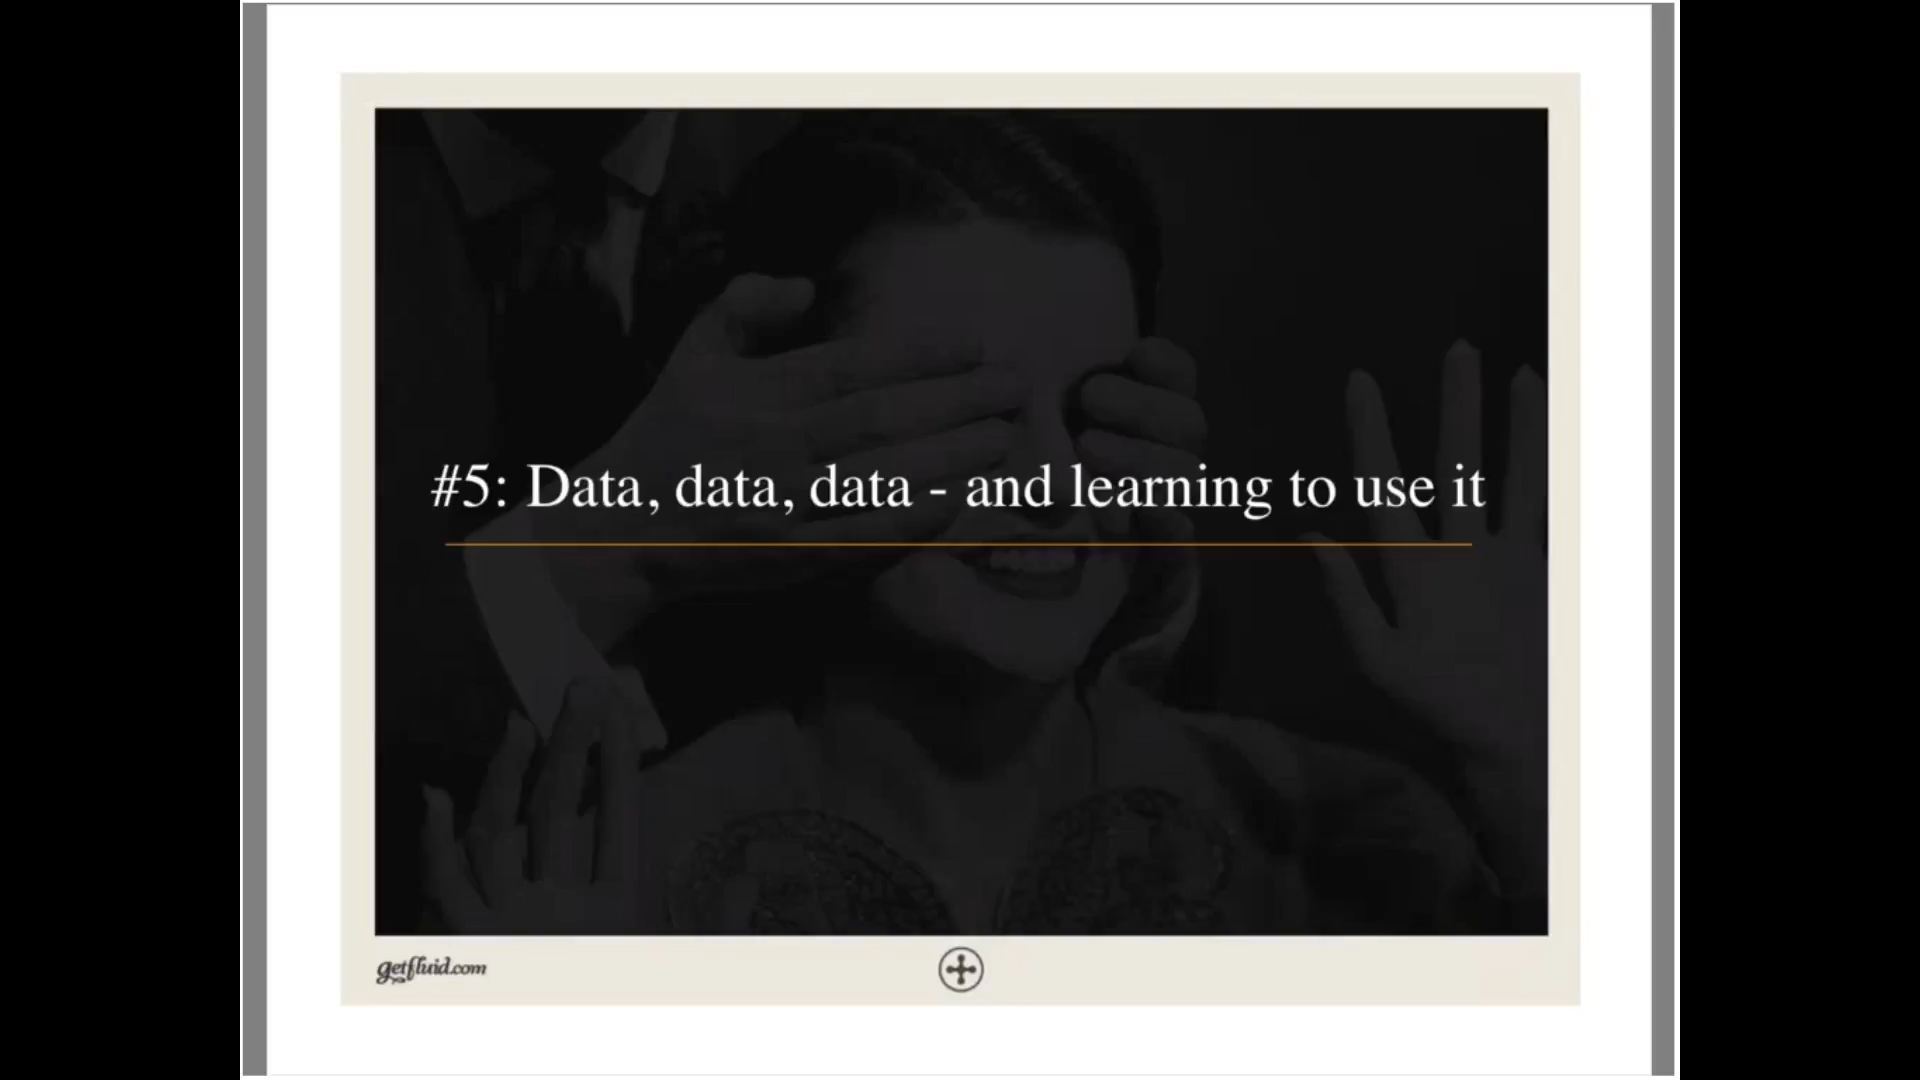 #5: Data, data, data - and learning to use it
getfluid.com